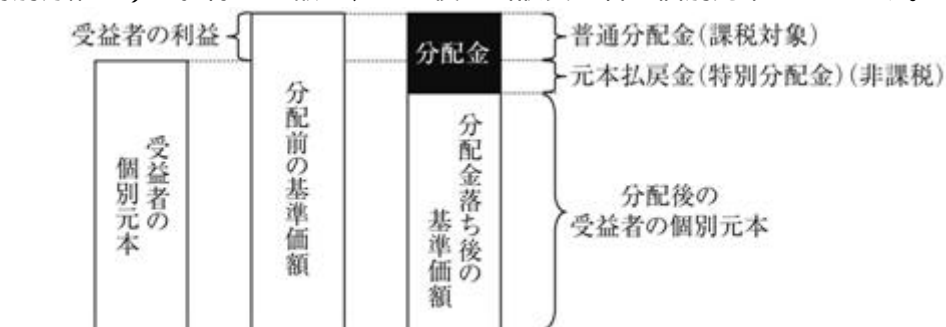 受益者の利益
分配金
普通分配金(課税対象)
元本払戻金(特別分配金)(非課税)
受益者の
個別元本
分配前の基準価額
分配金落ち後の
基準価額
分配後の
受益者の個別元本